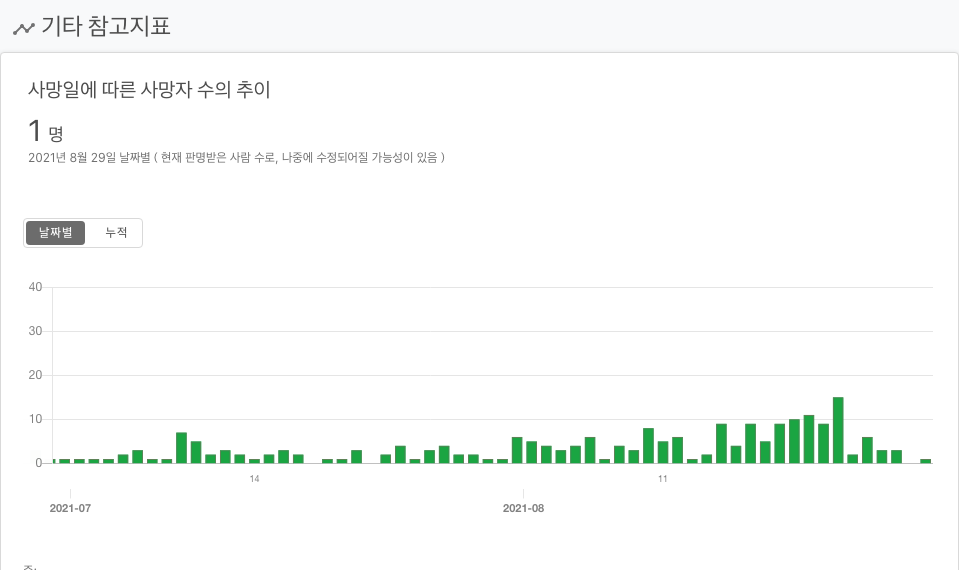 기타 참고지표
사망일에 따른 사망자 수의 추이
1 명
2021년 8월 29일 날짜별 ( 현재 판명받은 사람 수로, 나중에 수정되어질 가능성이 있음 )
날짜별 누적
40
30
20
10
0
14 11
2021-07 2021-08